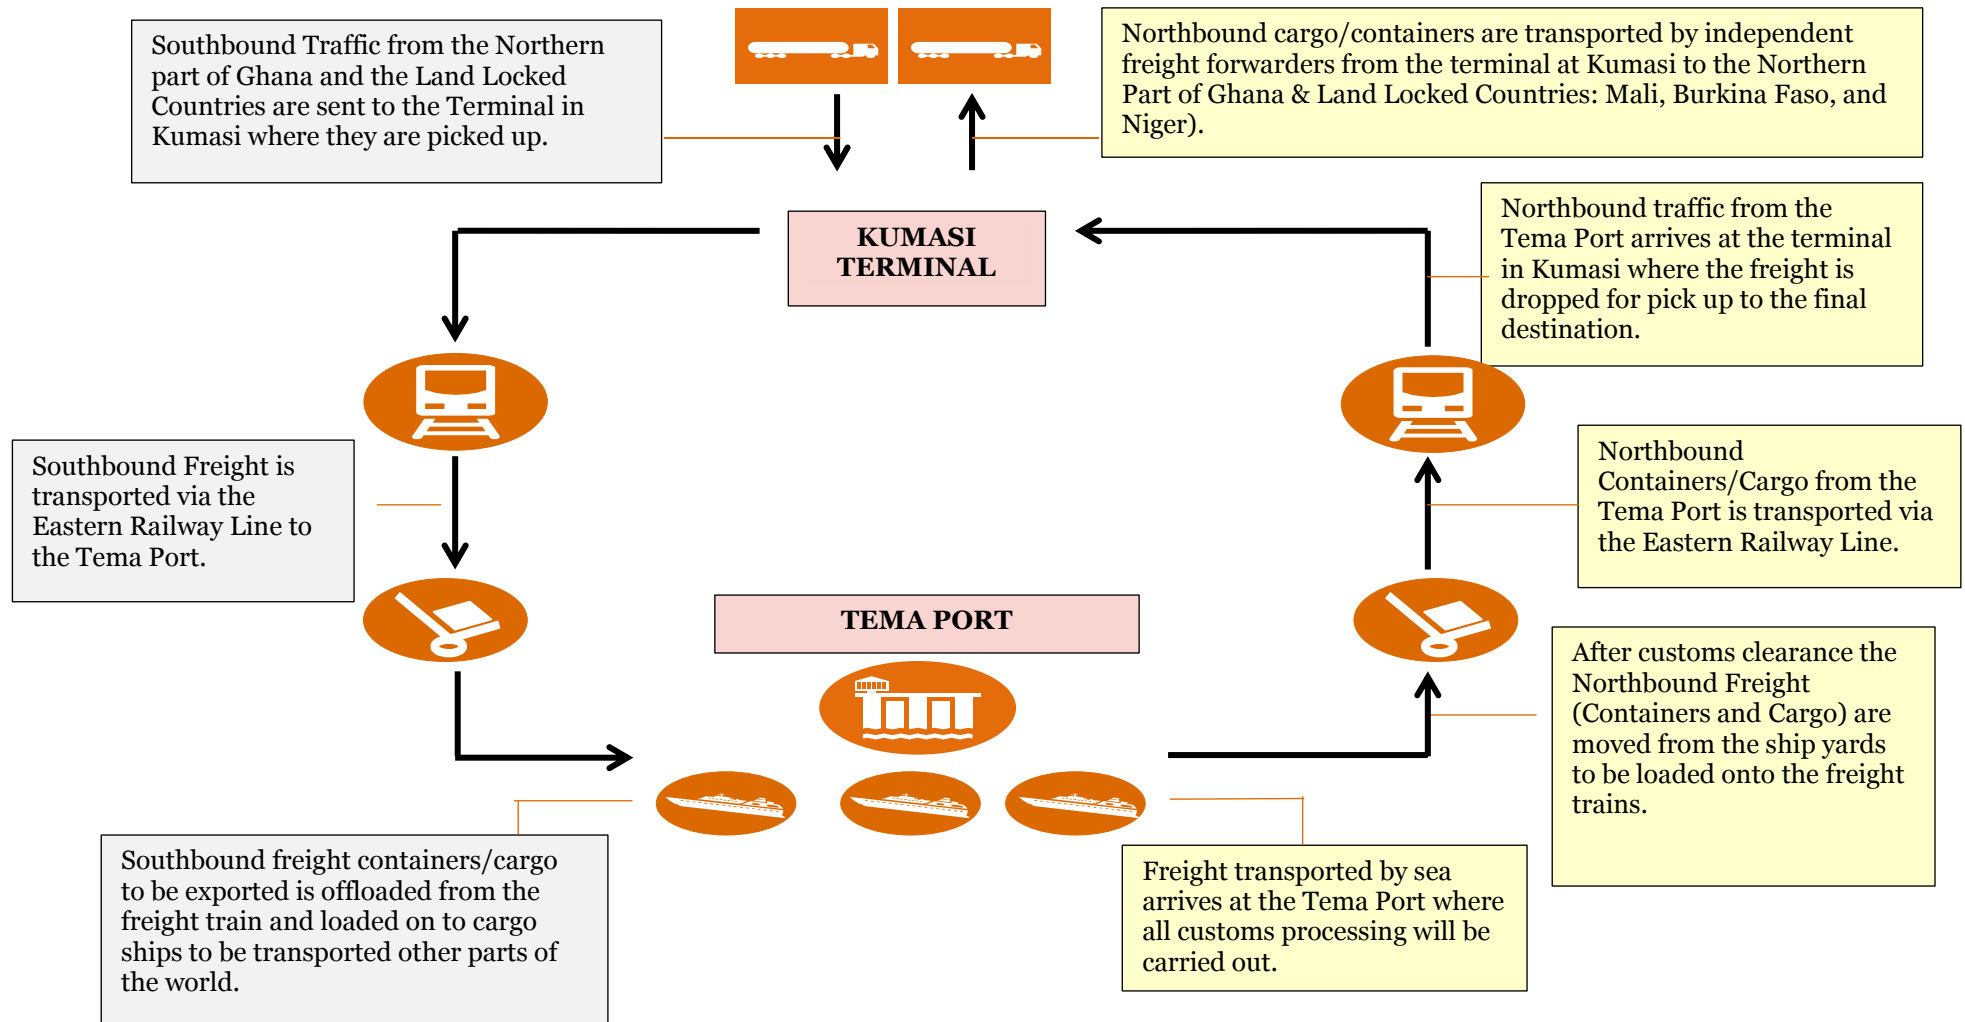 Southbound Traffic from the Northern
part of Ghana and the Land Locked
Countries are sent to the Terminal in
Kumasi where they are picked up.
Northbound cargo/containers are transported by independent
freight forwarders from the terminal at Kumasi to the Northern
Part of Ghana & Land Locked Countries: Mali, Burkina Faso, and
Niger).
KUMASI
TERMINAL
Northbound traffic from the
Tema Port arrives at the terminal
in Kumasi where the freight is
dropped for pick up to the final
destination.
Southbound Freight is
transported via the
Eastern Railway Line to
the Tema Port.
Northbound
Containers/Cargo from the
Tema Port is transported via
the Eastern Railway Line.
TEMA PORT
After customs clearance the
Northbound Freight
(Containers and Cargo) are
moved from the ship yards
to be loaded onto the freight
trains.
Southbound freight containers/cargo
to be exported is offloaded from the
freight train and loaded on to cargo
ships to be transported other parts of
the world.
Freight transported by sea
arrives at the Tema Port where
all customs processing will be
carried out.